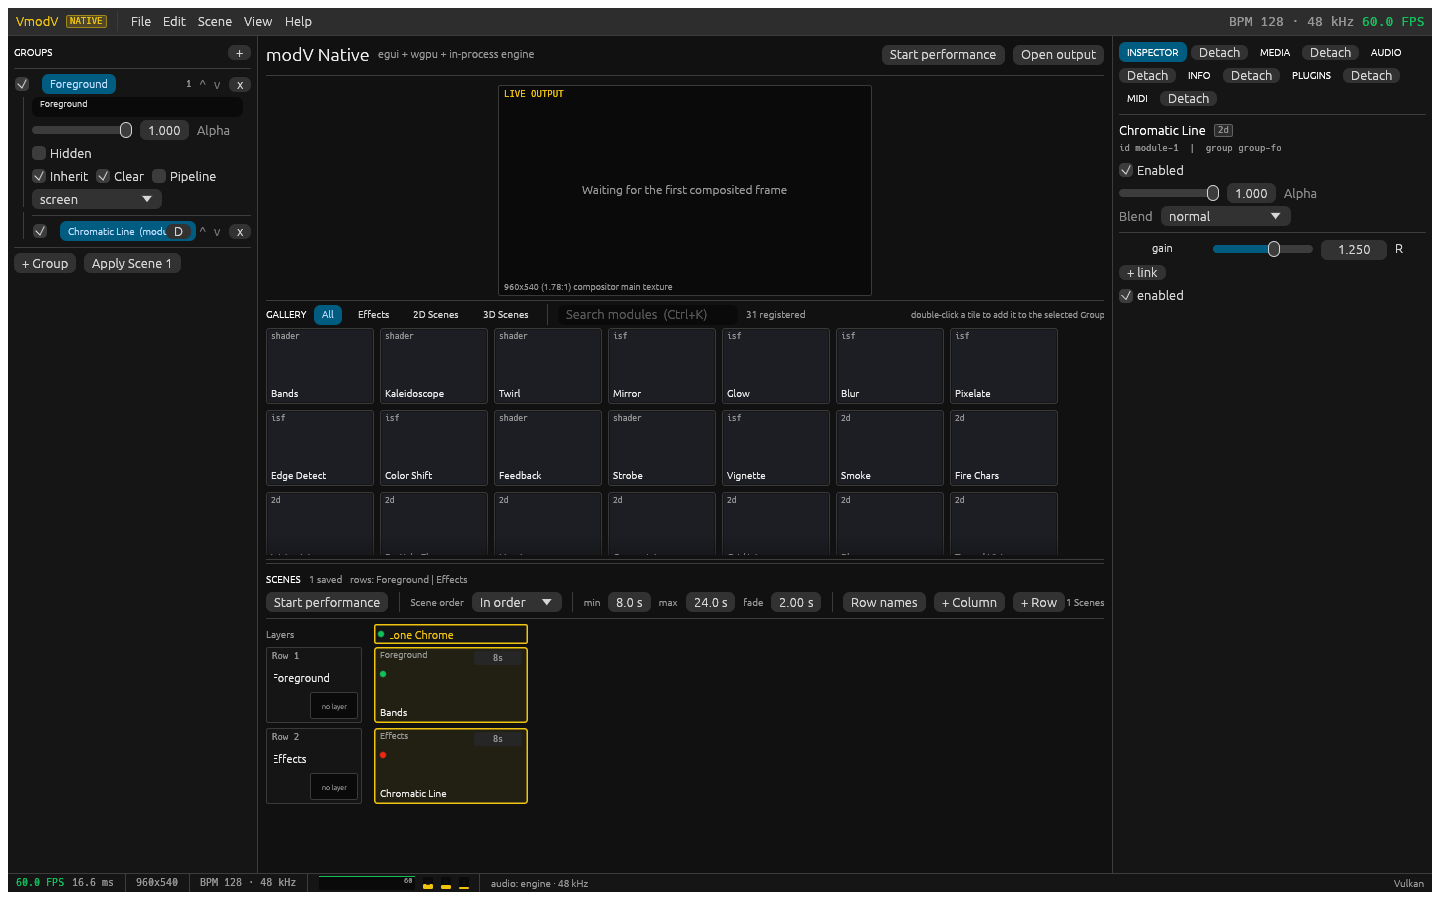 VmodV NATIVE File Edit Scene View Help BPM 128 · 48 kHz 60.0 FPS
GROUPS +
Foreground 1 ^ v x
Foreground
1.000 Alpha
Hidden
Inherit Clear Pipeline
screen
Chromatic Line (modu D ^ v x
+ Group Apply Scene 1
modV Native egui + wgpu + in-process engine Start performance Open output
LIVE OUTPUT
Waiting for the first composited frame
960x540 (1.78:1) compositor main texture
GALLERY All Effects 2D Scenes 3D Scenes Search modules (Ctrl+K) 31 registered double-click a tile to add it to the selected Group
shader shader shader isf isf isf isf
Bands Kaleidoscope Twirl Mirror Glow Blur Pixelate
isf isf shader shader isf 2d 2d
Edge Detect Color Shift Feedback Strobe Vignette Smoke Fire Chars
2d 2d 2d 2d 2d 2d 2d
SCENES 1 saved rows: Foreground | Effects
Start performance Scene order In order min 8.0 s max 24.0 s fade 2.00 s Row names + Column + Row 1 Scenes
Layers one Chrome
Row 1 Foreground 8s
Foreground
no layer
Bands
Row 2 Effects 8s
Effects
no layer
Chromatic Line
INSPECTOR Detach MEDIA Detach AUDIO
Detach INFO Detach PLUGINS Detach
MIDI Detach
Chromatic Line 2d
id module-1 | group group-fo
Enabled
1.000 Alpha
Blend normal
gain 1.250 R
+ link
enabled
60.0 FPS 16.6 ms 960x540 BPM 128 · 48 kHz 60 audio: engine · 48 kHz Vulkan